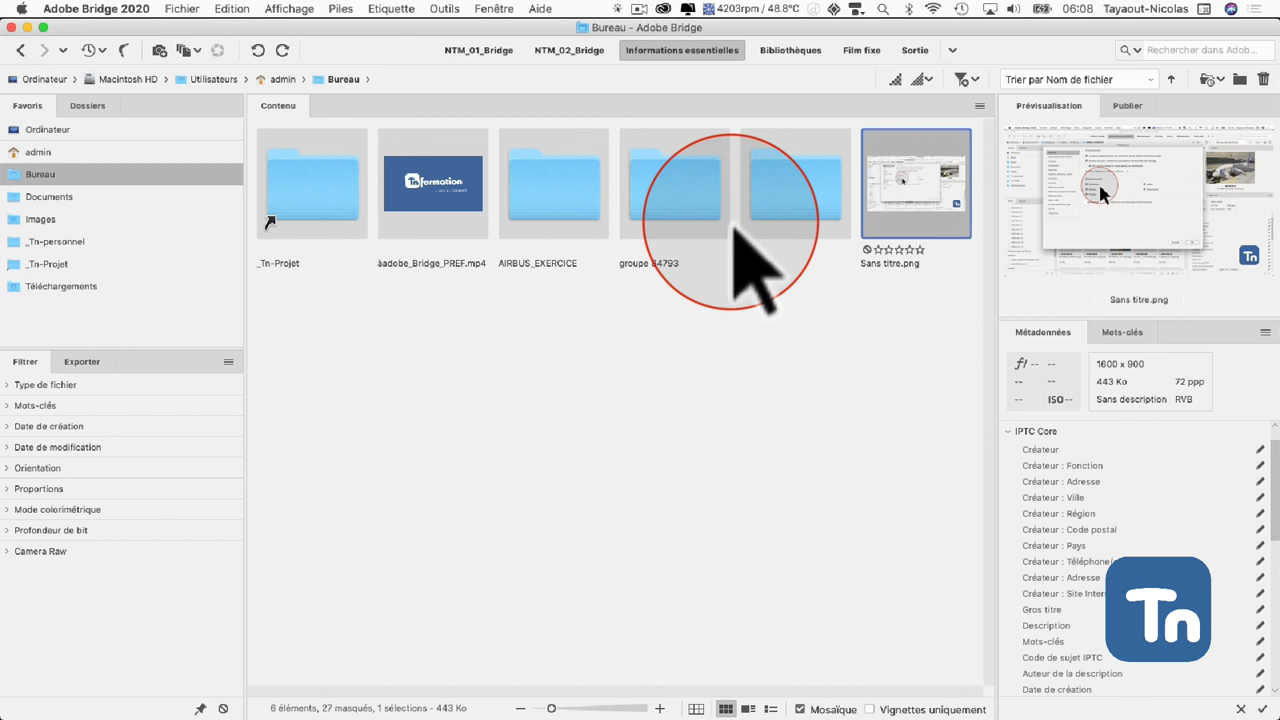 Adobe Bridge 2020 Fichier Edition Affichage Piles Etiquette Outils Fenêtre Aide 4203rpm / 48.8°C 06:08 Tayaout-Nicolas
Bureau - Adobe Bridge
NTM_01_Bridge NTM_02_Bridge Informations essentielles Bibliothèques Film fixe Sortie Rechercher dans Adob...
Ordinateur Macintosh HD Utilisateurs admin Bureau Trier par Nom de fichier
Favoris Dossiers
Ordinateur
admin
Bureau
Documents
Images
_Tn-personnel
_Tn-Projet
Téléchargements
Filtrer Exporter
Type de fichier
Mots-clés
Date de création
Date de modification
Orientation
Proportions
Mode colorimétrique
Profondeur de bit
Camera Raw
Contenu
Tn formation
_Tn-Projet
AIRBUS_EXERCICE
Sans titre.png
6 éléments, 27 masqués, 1 sélections - 443 Ko
Mosaïque Vignettes uniquement
Prévisualisation Publier
Tn
Sans titre.png
Métadonnées Mots-clés
f/ -- --
-- --
-- ISO --
1600 x 900
443 Ko 72 ppp
Sans description RVB
IPTC Core
Créateur
Créateur : Fonction
Créateur : Adresse
Créateur : Ville
Créateur : Région
Créateur : Code postal
Créateur : Pays
Créateur : Téléphone(
Créateur : Adresse
Créateur : Site Inter
Gros titre
Description
Mots-clés
Code de sujet IPTC
Auteur de la description
Date de création
Tn